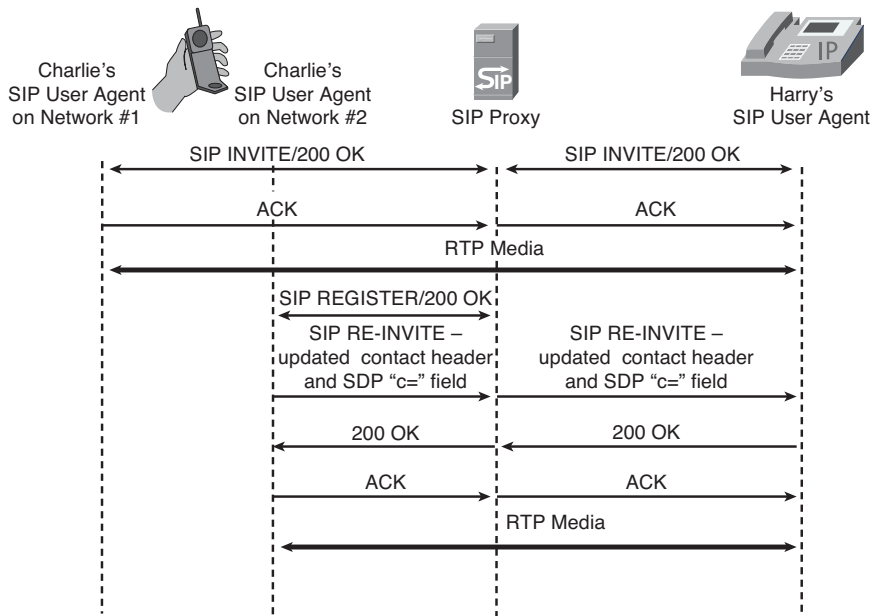 Charlie's
SIP User Agent
on Network #1
Charlie's
SIP User Agent
on Network #2
SIP
SIP Proxy
IP
Harry's
SIP User Agent
SIP INVITE/200 OK
SIP INVITE/200 OK
ACK
ACK
RTP Media
SIP REGISTER/200 OK
SIP RE-INVITE –
updated contact header
and SDP “c=” field
SIP RE-INVITE –
updated contact header
and SDP “c=” field
200 OK
200 OK
ACK
ACK
RTP Media